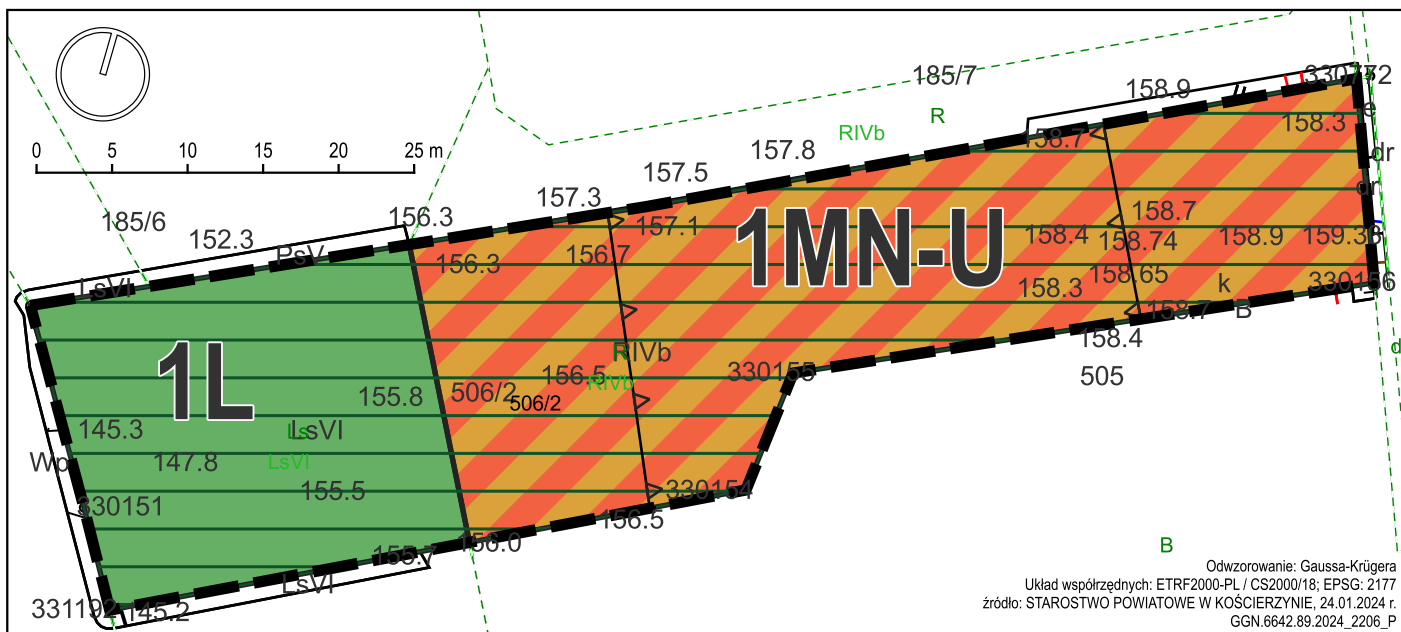 185/7
330772
158.9
R
RIVb
158.3
e
158.7
0 5 10 15 20 25 m
157.8
dr
157.5
dr
157.3
156.3
185/6
152.3
157.1
158.7
158.4
158.74
158.9
159.38
1MN-U
PsV
156.7
156.3
158.65
LsVI
158.3
k
330156
158.7
B
158.4
RIVb
R
d
1L
330155
505
156.5
RIVb
155.8
506/2
506/2
145.3
LsVI
Ls
Wp
147.8
LsVI
155.5
330154
330151
156.5
156.0
155.7
B
LsVI
331192
145.2
Odwzorowanie: Gaussa-Krügera
Układ współrzędnych: ETRF2000-PL / CS2000/18; EPSG: 2177
źródło: STAROSTWO POWIATOWE W KOŚCIERZYNIE, 24.01.2024 r.
GGN.6642.89.2024_2206_P